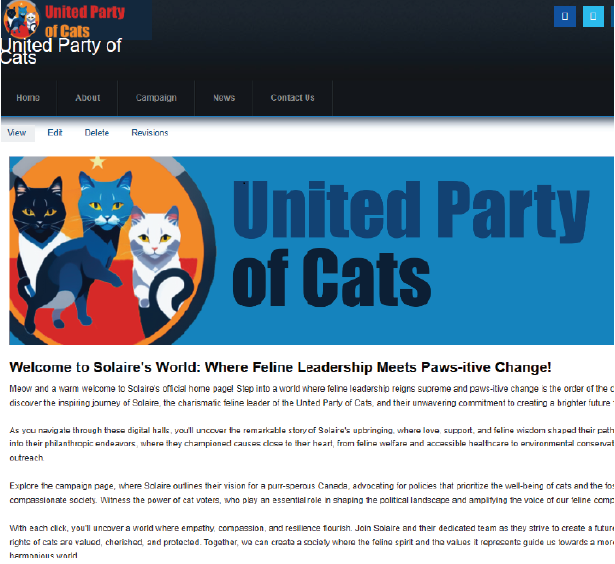 United Party
of Cats
United Party of
Cats
Home About Campaign News Contact Us
View Edit Delete Revisions
United Party
of Cats
Welcome to Solaire's World: Where Feline Leadership Meets Paws-itive Change!
Meow and a warm welcome to Solaire's official home page! Step into a world where feline leadership reigns supreme and paws-itive change is the order of the
discover the inspiring journey of Solaire, the charismatic feline leader of the United Party of Cats, and their unwavering commitment to creating a brighter future
As you navigate through these digital halls, you'll uncover the remarkable story of Solaire's upbringing, where love, support, and feline wisdom shaped their path
into their philanthropic endeavors, where they championed causes close to their heart, from feline welfare and accessible healthcare to environmental
outreach.
Explore the campaign page, where Solaire outlines their vision for a purr-sperous Canada, advocating for policies that prioritize the well-being of cats and the
compassionate society. Witness the power of cat voters, who play an essential role in shaping the political landscape and amplifying the voice of our feline
With each click, you'll uncover a world where empathy, compassion, and resilience flourish. Join Solaire and their dedicated team as they strive to create a
rights of cats are valued, cherished, and protected. Together, we can create a society where the feline spirit and the values it represents guide us towards a
harmonious world.